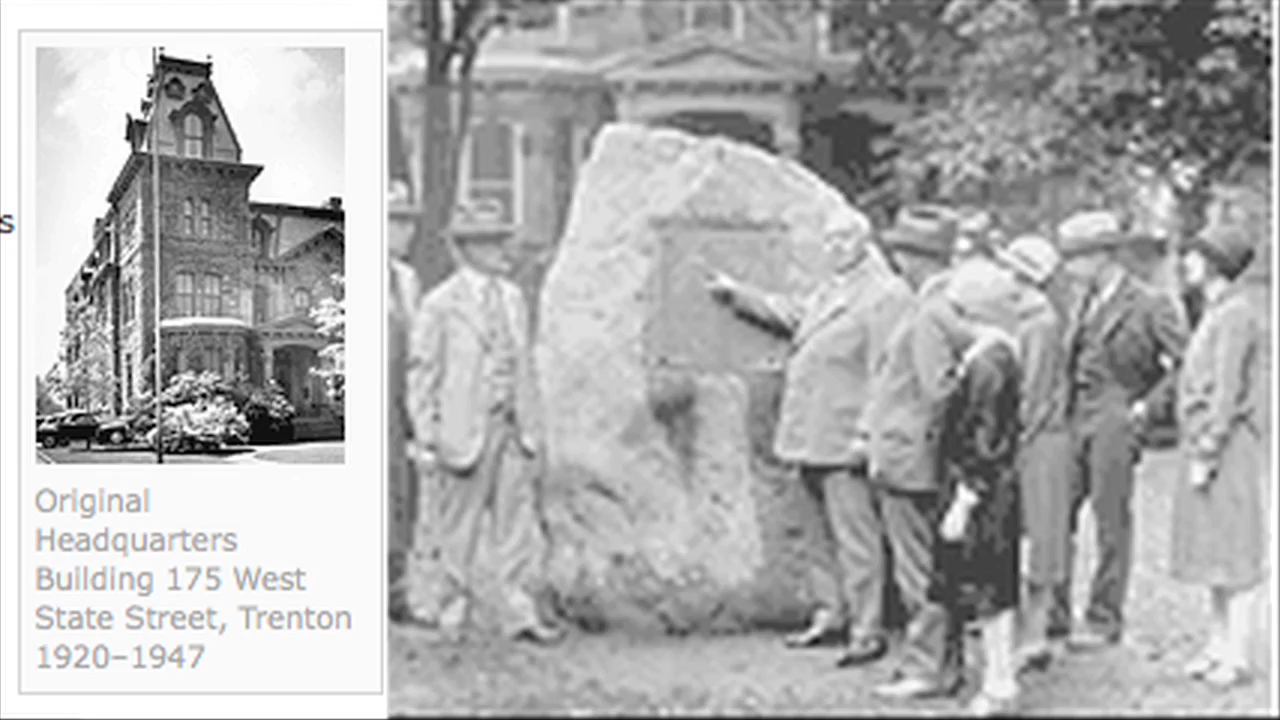 s
Original
Headquarters
Building 175 West
State Street, Trenton
1920–1947